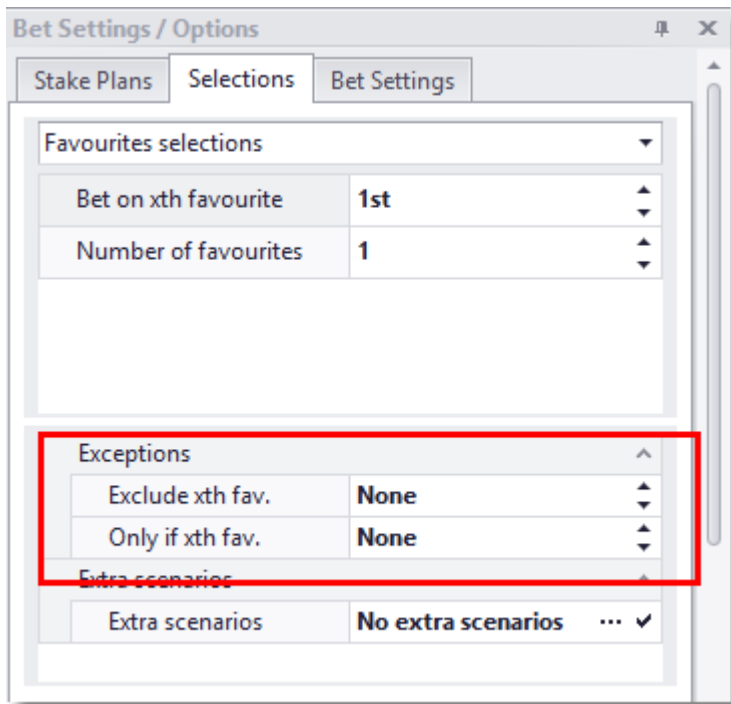 Bet Settings / Options
Stake Plans Selections Bet Settings
Favourites selections
Bet on xth favourite 1st
Number of favourites 1
Exceptions
Exclude xth fav. None
Only if xth fav. None
Extra scenarios
Extra scenarios No extra scenarios ...